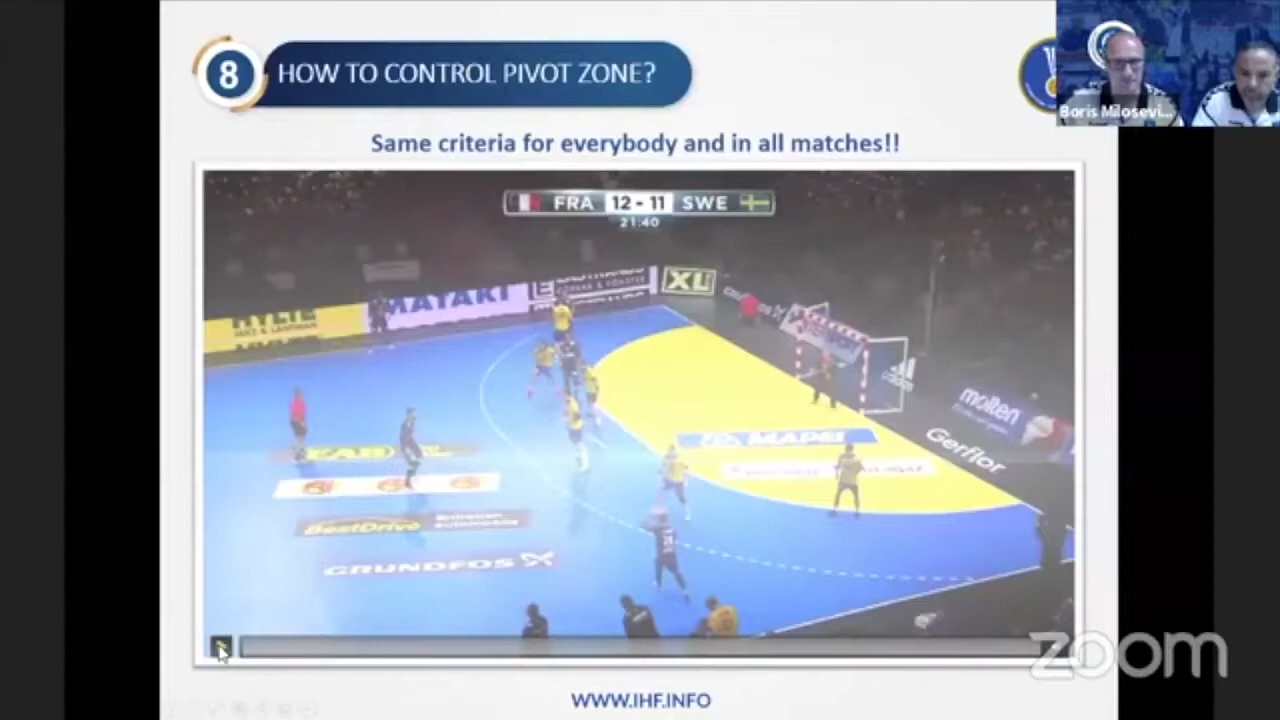 8
HOW TO CONTROL PIVOT ZONE?
Boris Milosevi...
Same criteria for everybody and in all matches!!
FRA 12 - 11 SWE
21:40
XL
MATAKI
HYLTE
MAPEI
molten
Gerflor
BestDrive
GRUNDFOS
zoom
WWW.IHF.INFO